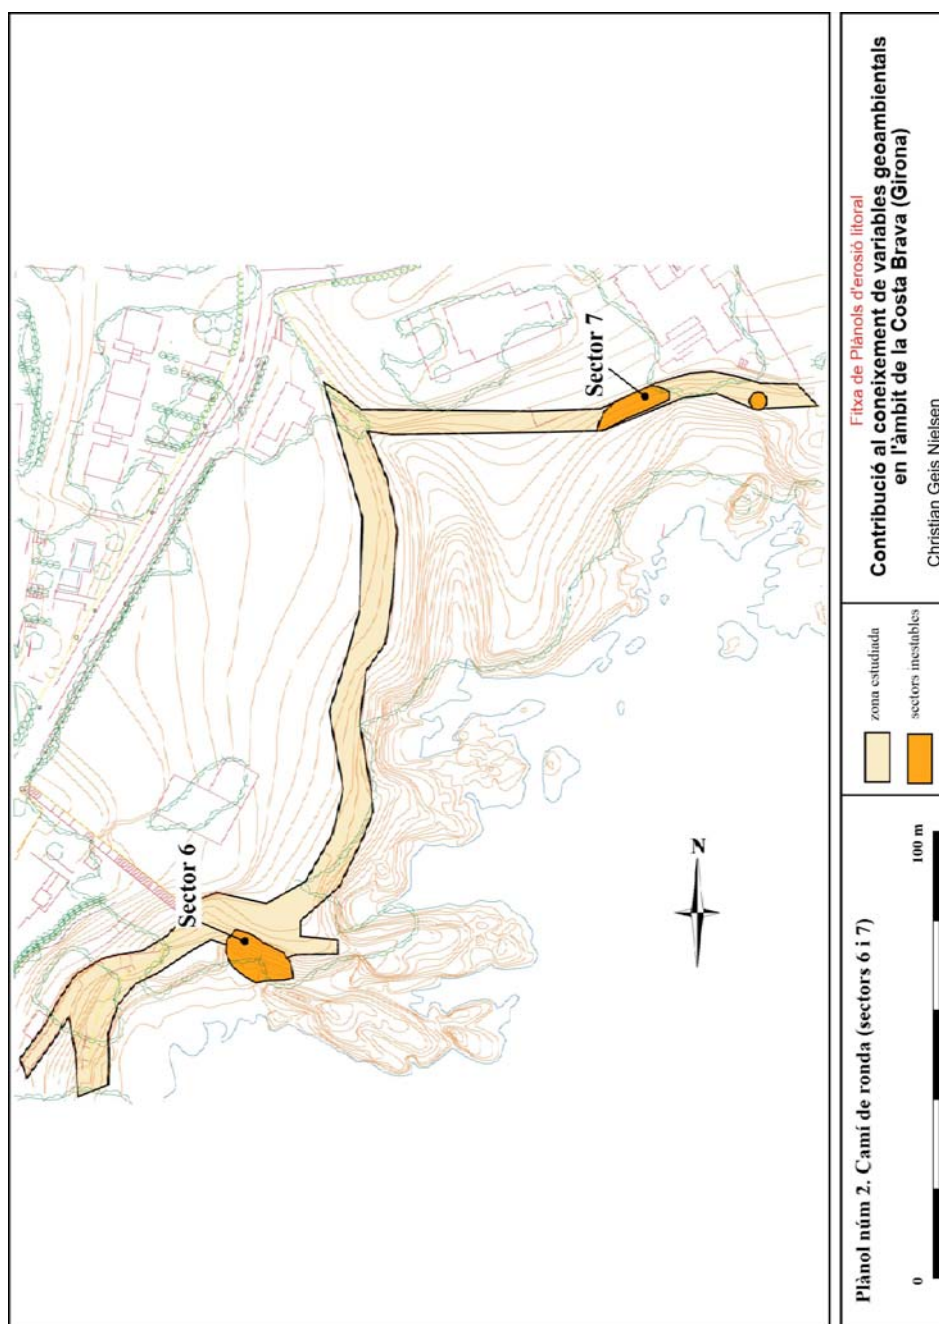 Sector 6
Sector 7
N
Plànol núm 2. Camí de ronda (sectors 6 i 7)
0
100 m
zona estudiada
sectors inestables
Fitxa de Plànols d'erosió litoral
Contribució al coneixement de variables geoambientals
en l'àmbit de la Costa Brava (Girona)
Christian Geis Nielsen